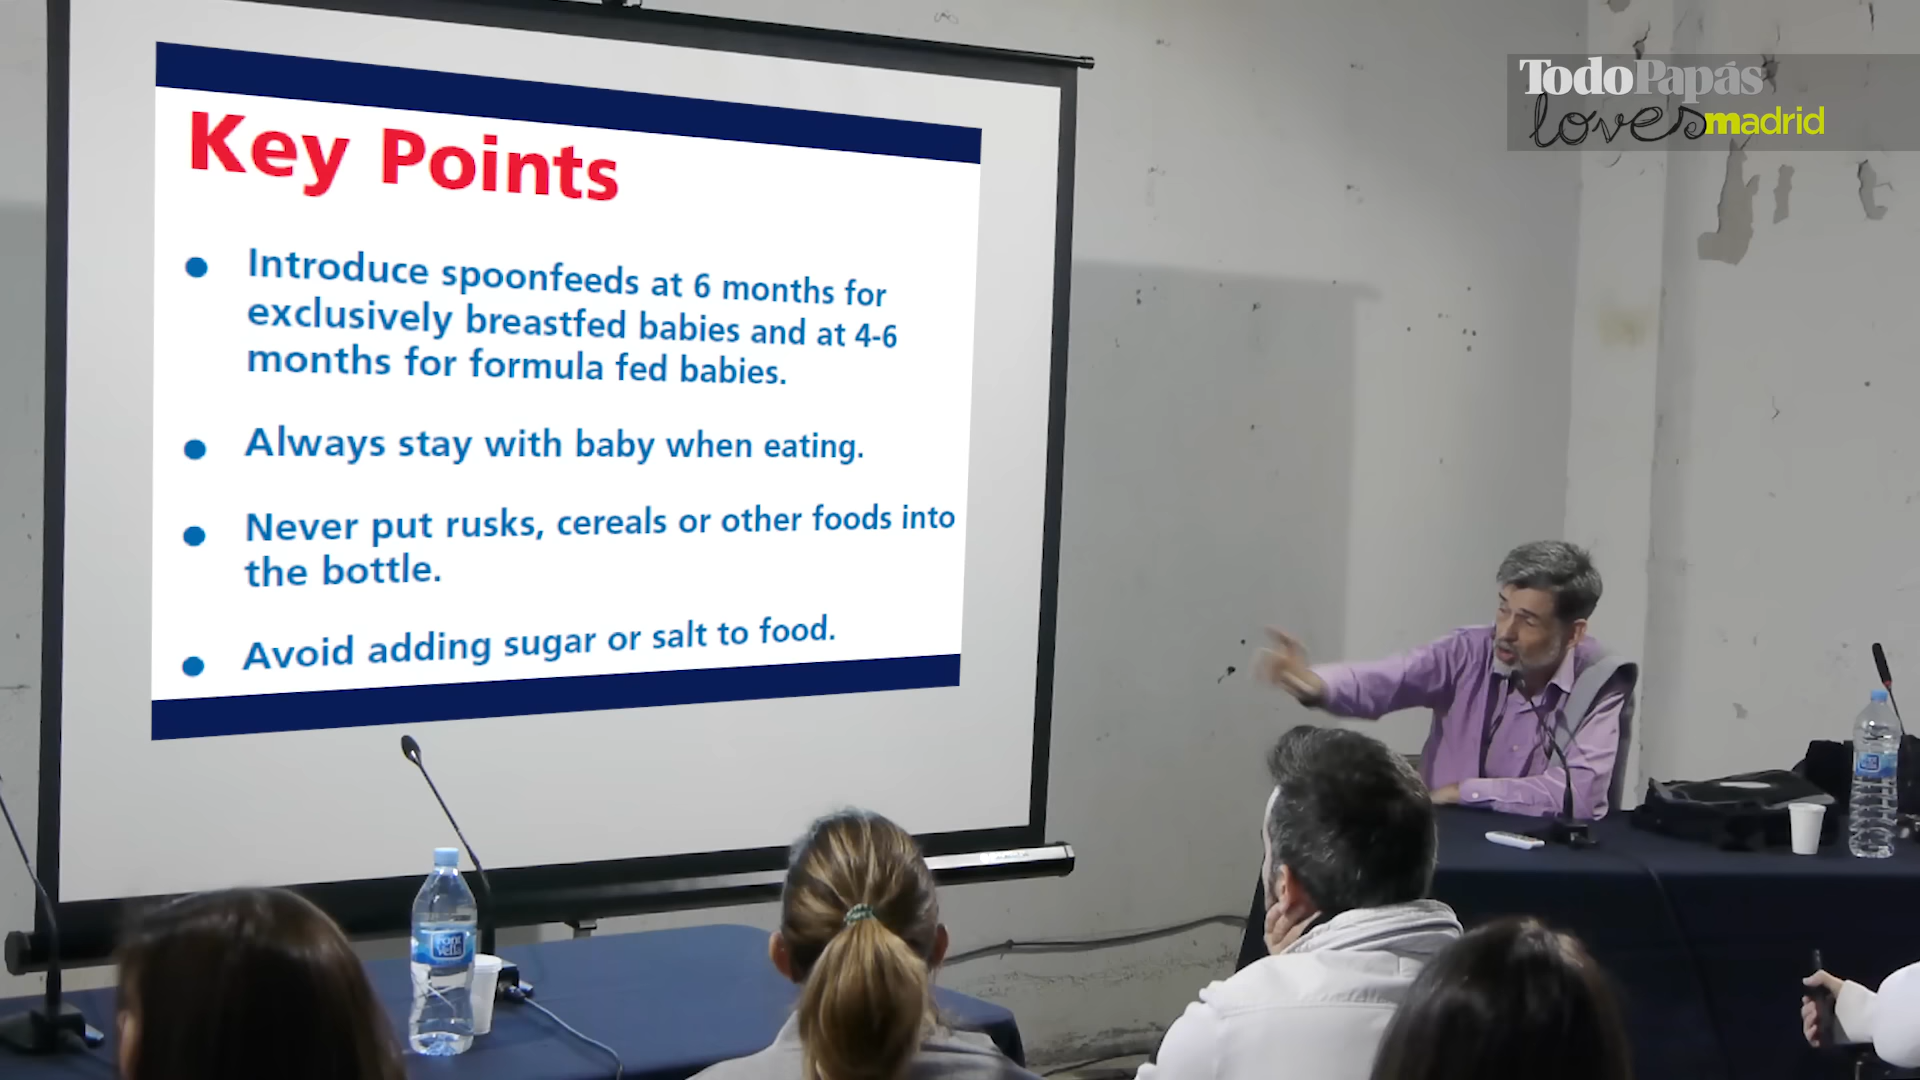 TodoPapás
loves madrid
Key Points
Introduce spoonfeeds at 6 months for
exclusively breastfed babies and at 4-6
months for formula fed babies.
Always stay with baby when eating.
Never put rusks, cereals or other foods into
the bottle.
Avoid adding sugar or salt to food.
Font
Vella